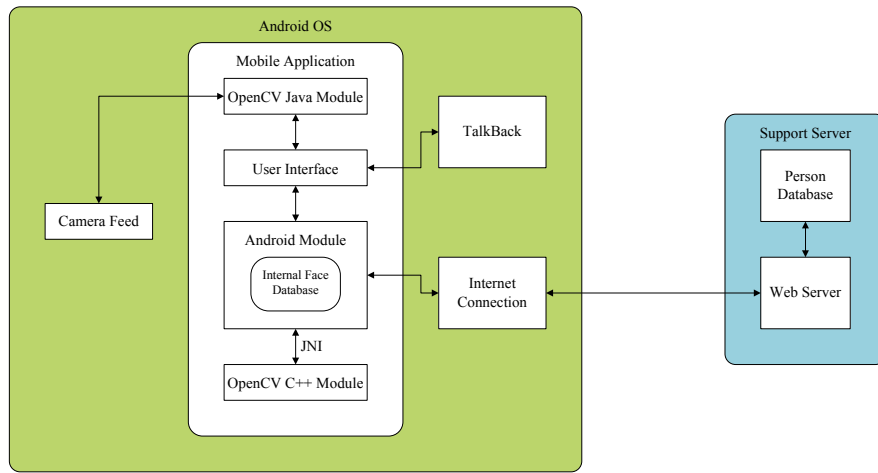 Android OS
Mobile Application
OpenCV Java Module
TalkBack
Support Server
User Interface
Person
Database
Camera Feed
Android Module
Internal Face
Database
Internet
Connection
Web Server
JNI
OpenCV C++ Module